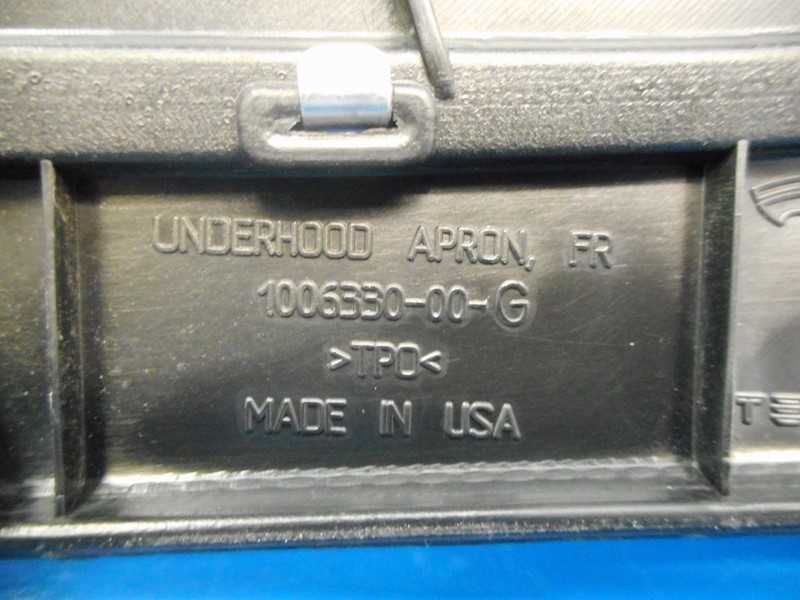 UNDERHOOD APRON, FR
1006330-00-G
>TPO<
MADE IN USA